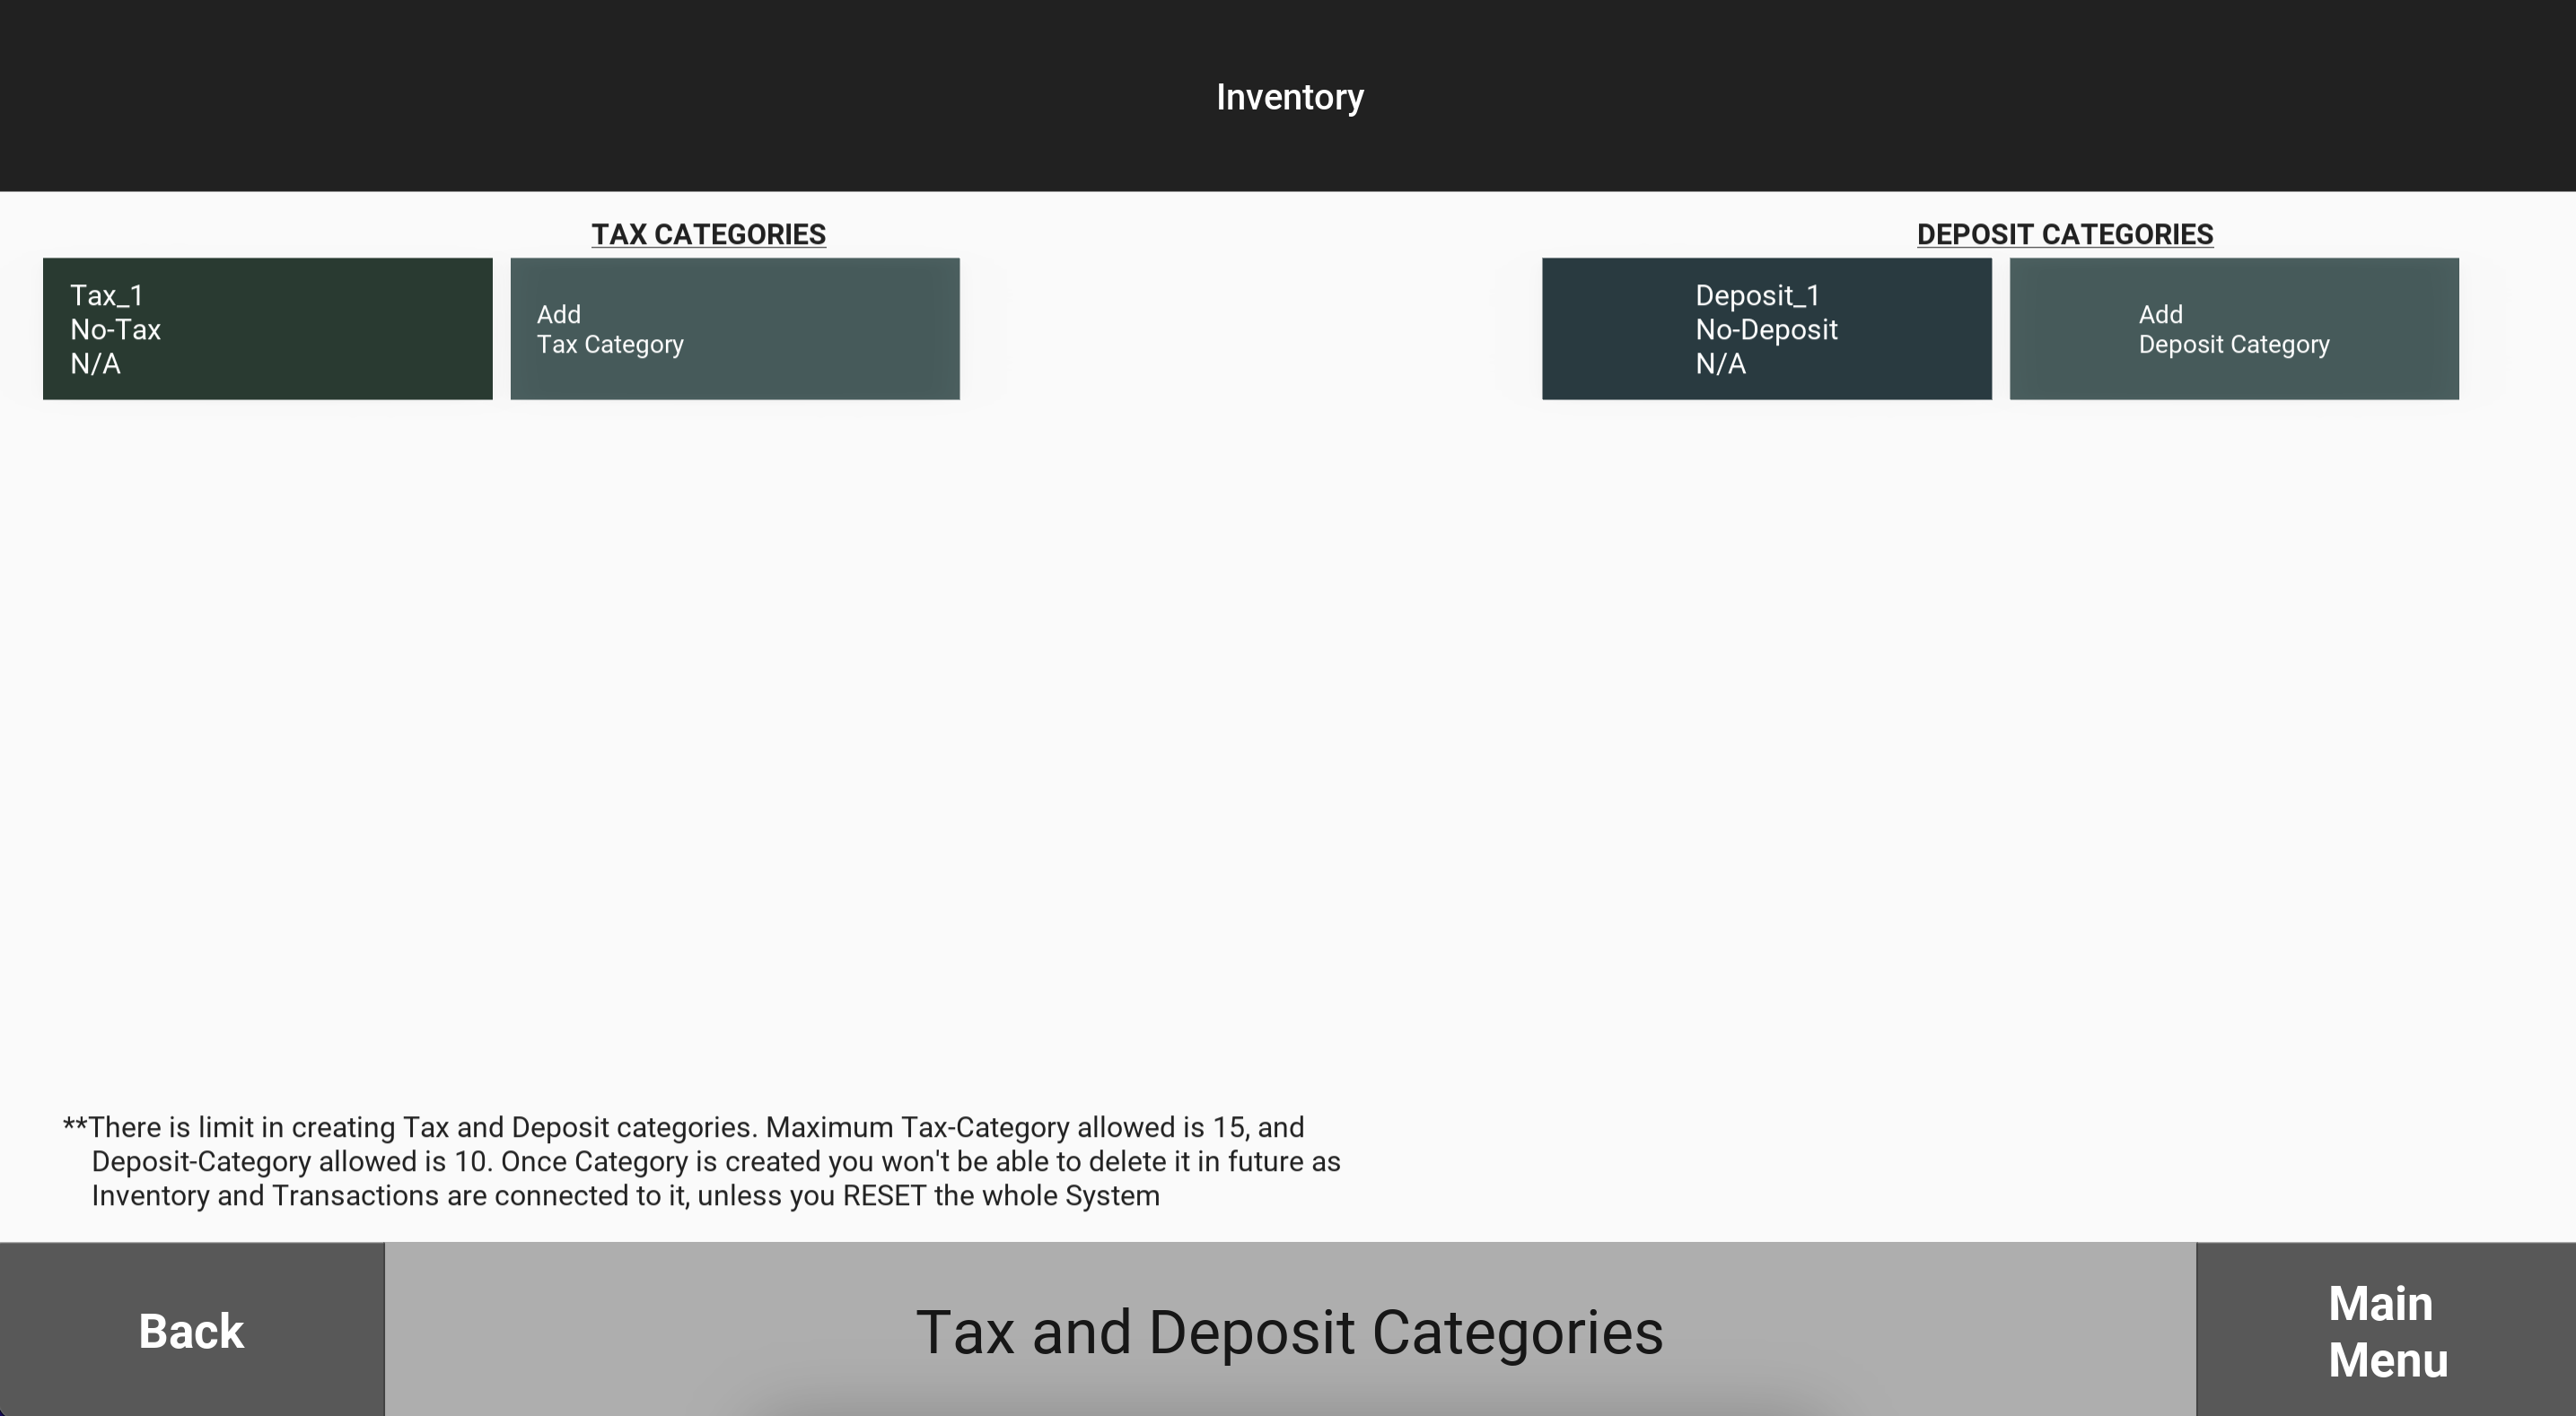 Inventory
TAX CATEGORIES
Tax_1
No-Tax
N/A
Add
Tax Category
DEPOSIT CATEGORIES
Deposit_1
No-Deposit
N/A
Add
Deposit Category
**There is limit in creating Tax and Deposit categories. Maximum Tax-Category allowed is 15, and
Deposit-Category allowed is 10. Once Category is created you won't be able to delete it in future as
Inventory and Transactions are connected to it, unless you RESET the whole System
Back
Tax and Deposit Categories
Main
Menu